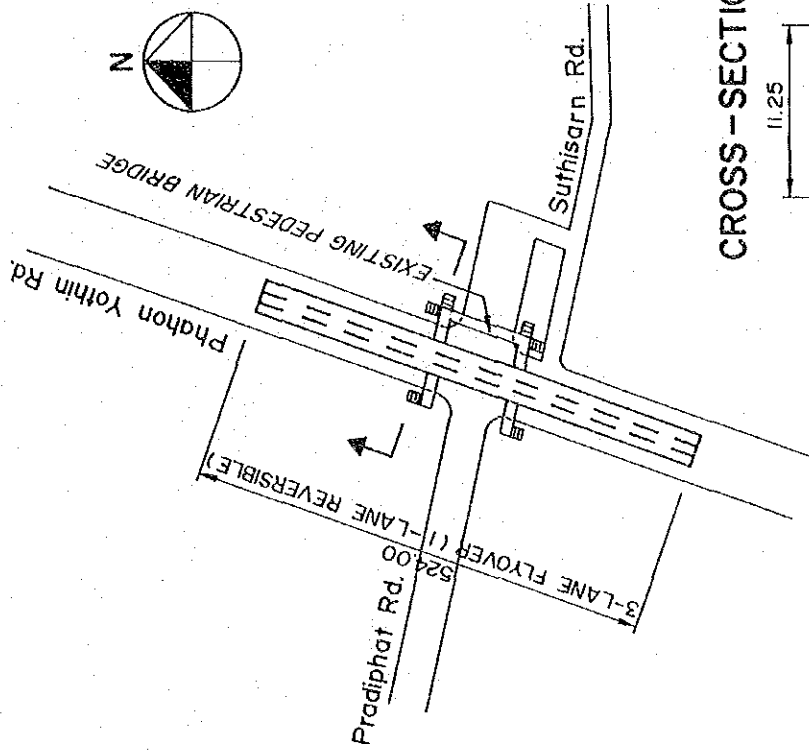 N
EXISTING PEDESTRIAN BRIDGE
Phahon Yothin Rd.
Suthisarn Rd.
3-LANE FLYOVER (1-LANE REVERSIBLE)
524.00
Pradiphat Rd.
CROSS-SECTIO
11.25